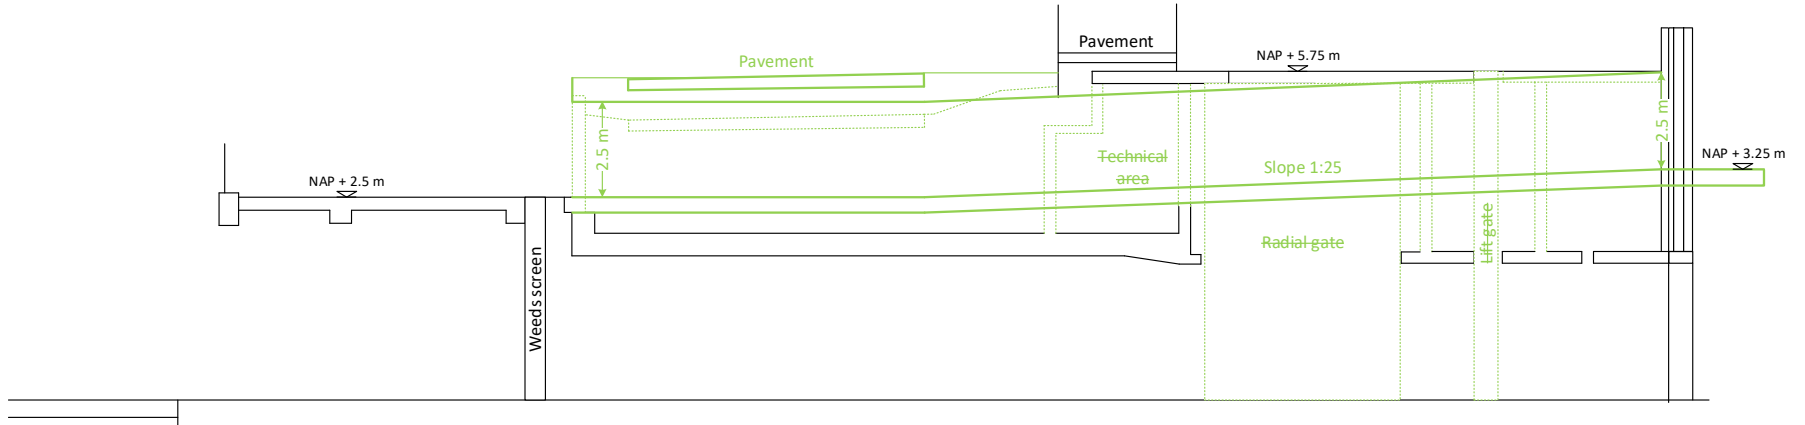 Pavement
Pavement
NAP + 5.75 m
2.5 m
2.5 m
NAP + 3.25 m
Technical
area
Slope 1:25
NAP + 2.5 m
Radial gate
Lift gate
Weeds screen